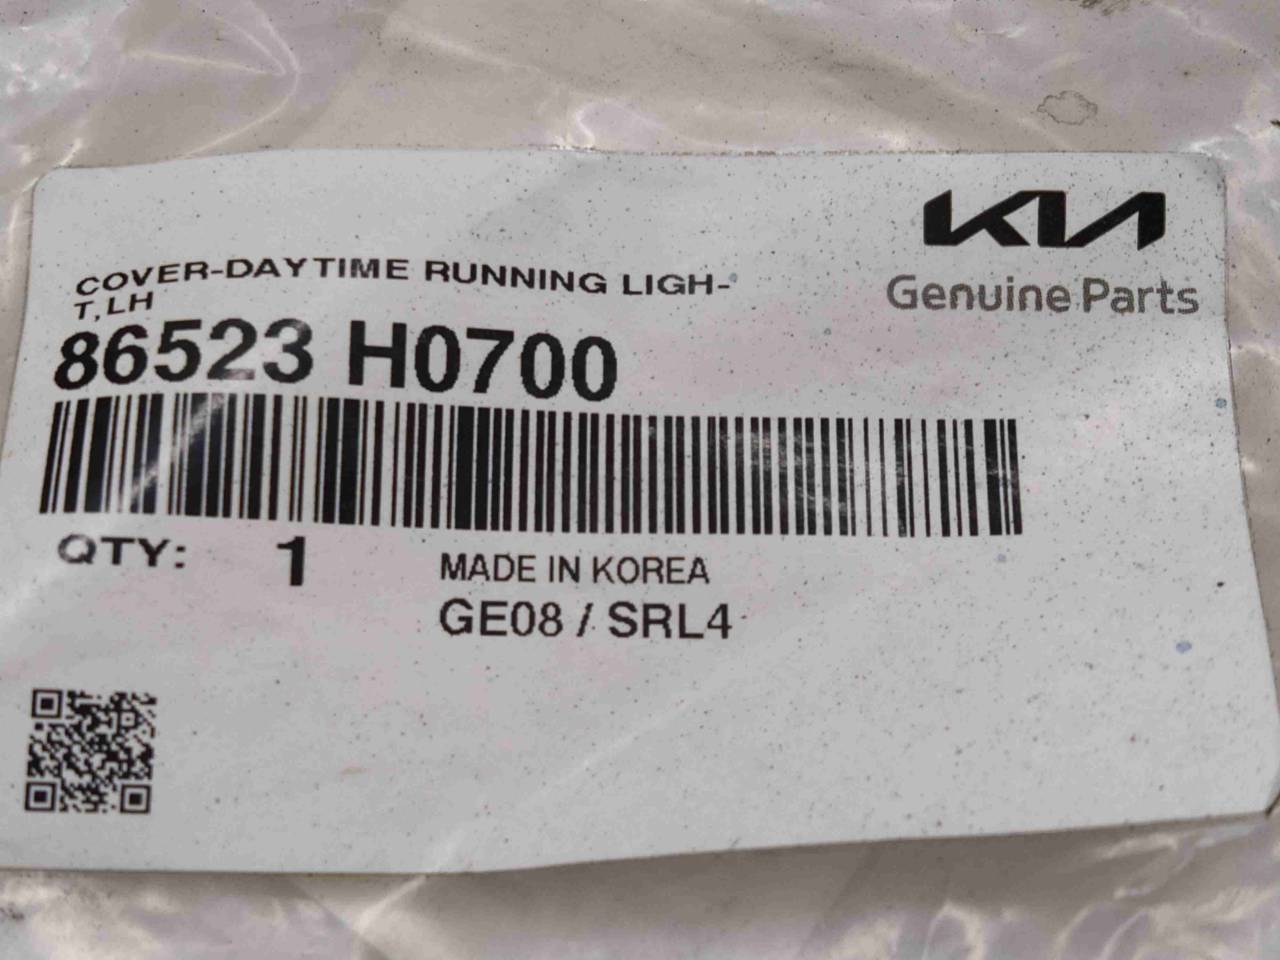 KIA
Genuine Parts
COVER-DAYTIME RUNNING LIGH-
T,LH
86523 H0700
QTY: 1
MADE IN KOREA
GE08 / SRL4